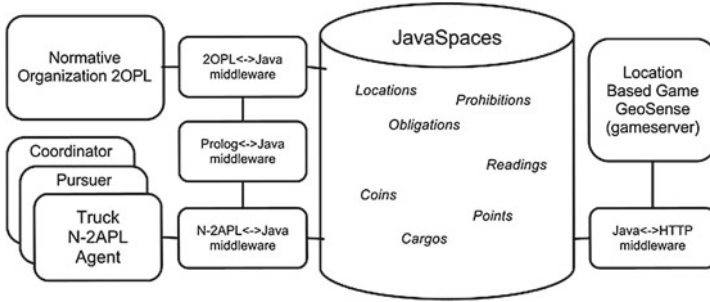 Normative
Organization 2OPL
2OPL<->Java
middleware
JavaSpaces
Location
Based Game
GeoSense
(gameserver)
Locations
Prohibitions
Obligations
Prolog<->Java
middleware
Readings
Coordinator
Pursuer
Truck
N-2APL
Agent
N-2APL<->Java
middleware
Coins
Points
Cargos
Java<->HTTP
middleware